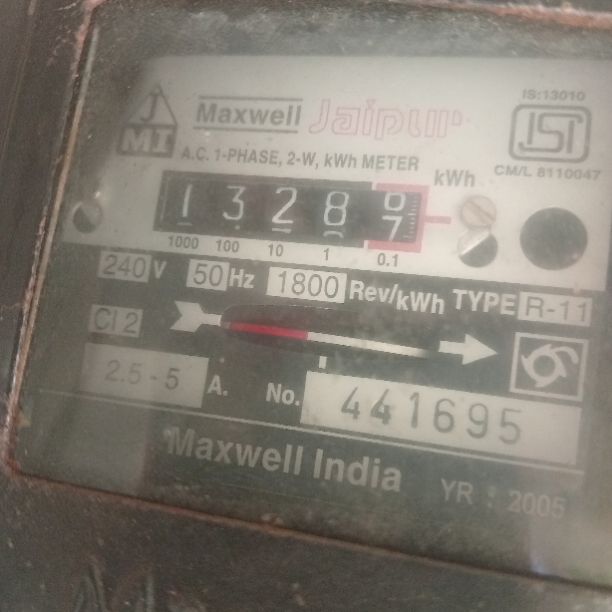 IS:13010
J
MI
Maxwell Jaipur
ISI
A.C. 1-PHASE, 2-W, kWh METER
CM/L 8110047
kWh
1 3 2 8 6
7
1000 100 10 1 0.1
240 V 50 Hz 1800 Rev/kWh TYPE R-11
Cl 2
2.5 - 5 A. No. 441695
Maxwell India YR : 2005